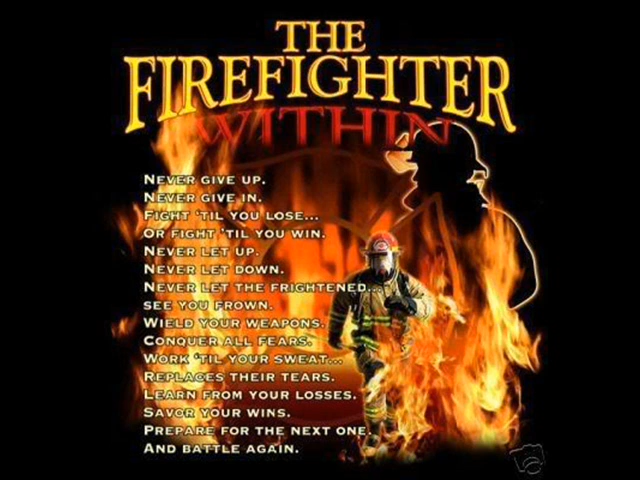 THE
FIREFIGHTER
WITHIN
NEVER GIVE UP.
NEVER GIVE IN.
FIGHT 'TIL YOU LOSE...
OR FIGHT 'TIL YOU WIN.
NEVER LET UP.
NEVER LET DOWN.
NEVER LET THE FRIGHTENED...
SEE YOU FROWN.
WIELD YOUR WEAPONS.
CONQUER ALL FEARS.
WORK 'TIL YOUR SWEAT...
REPLACES THEIR TEARS.
LEARN FROM YOUR LOSSES.
SAVOR YOUR WINS.
PREPARE FOR THE NEXT ONE.
AND BATTLE AGAIN.